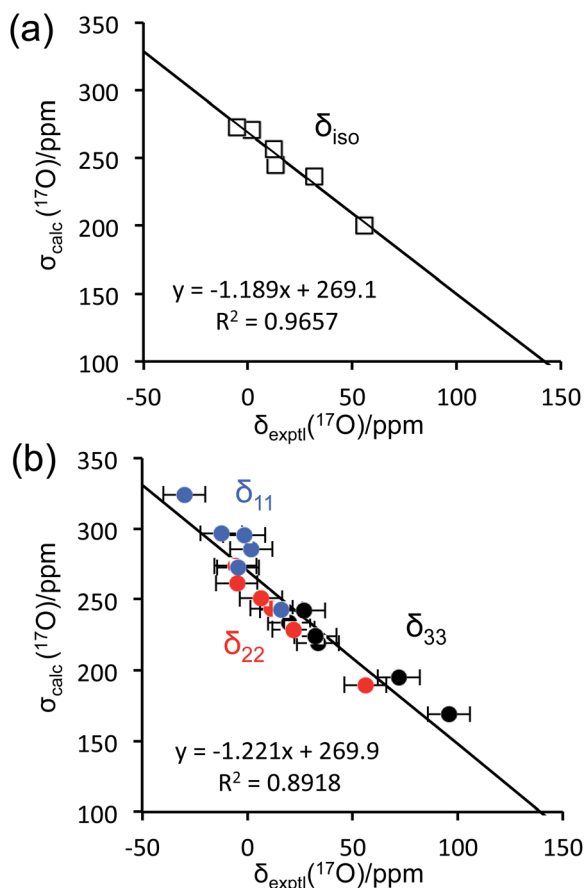 (a)
350
300
250
200
150
100
-50
0
50
100
150
σcalc(¹⁷O)/ppm
δexptl(¹⁷O)/ppm
δiso
y = -1.189x + 269.1
R² = 0.9657
(b)
350
300
250
200
150
100
-50
0
50
100
150
σcalc(¹⁷O)/ppm
δexptl(¹⁷O)/ppm
δ₁₁
δ₃₃
δ₂₂
y = -1.221x + 269.9
R² = 0.8918